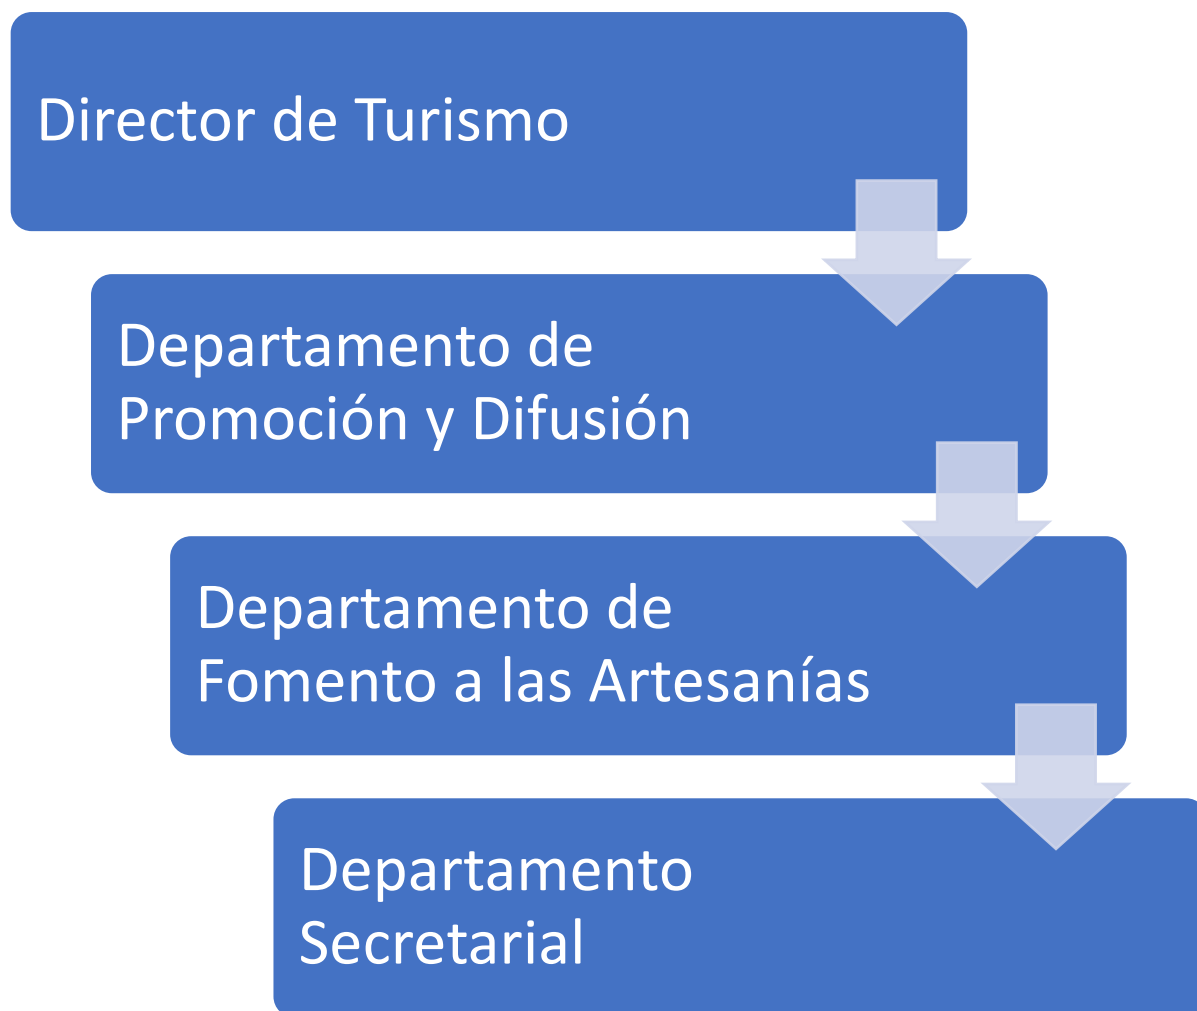 Director de Turismo
Departamento de
Promoción y Difusión
Departamento de
Fomento a las Artesanías
Departamento
Secretarial